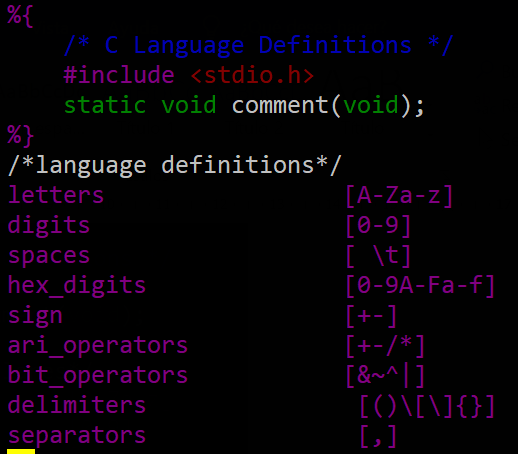 %{
    /* C Language Definitions */
    #include <stdio.h>
    static void comment(void);
%}
/*language definitions*/
letters                 [A-Za-z]
digits                  [0-9]
spaces                  [ \t]
hex_digits              [0-9A-Fa-f]
sign                    [+-]
ari_operators           [+-/*]
bit_operators           [&~^|]
delimiters               [()\[\]{}]
separators               [,]